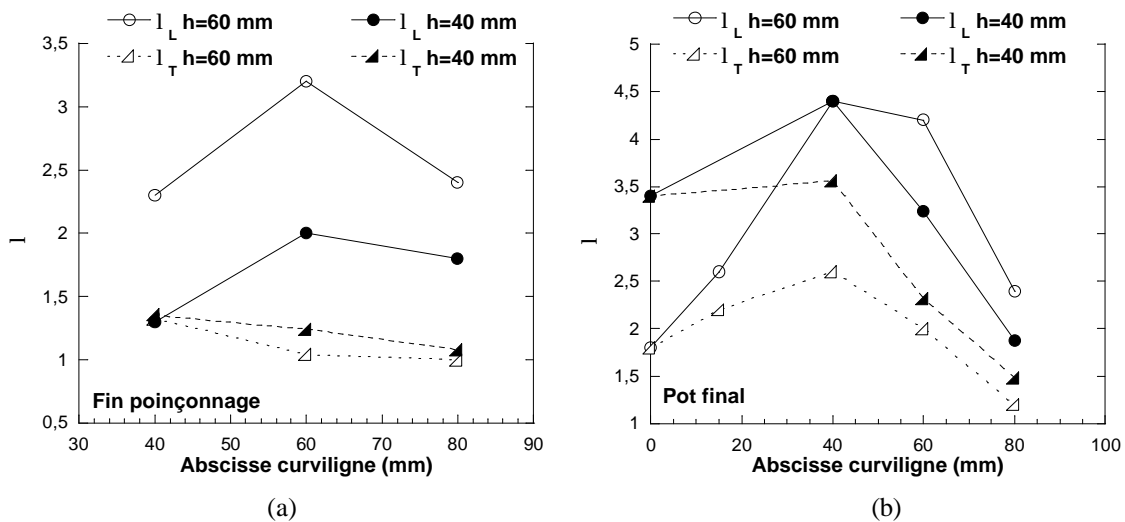 l L h=60 mm l L h=40 mm
l T h=60 mm l T h=40 mm
3,5
3
2,5
2
1,5
1
0,5
l
Fin poinçonnage
30 40 50 60 70 80 90
Abscisse curviligne (mm)
(a)
l L h=60 mm l L h=40 mm
l T h=60 mm l T h=40 mm
5
4,5
4
3,5
3
2,5
2
1,5
1
l
Pot final
0 20 40 60 80 100
Abscisse curviligne (mm)
(b)